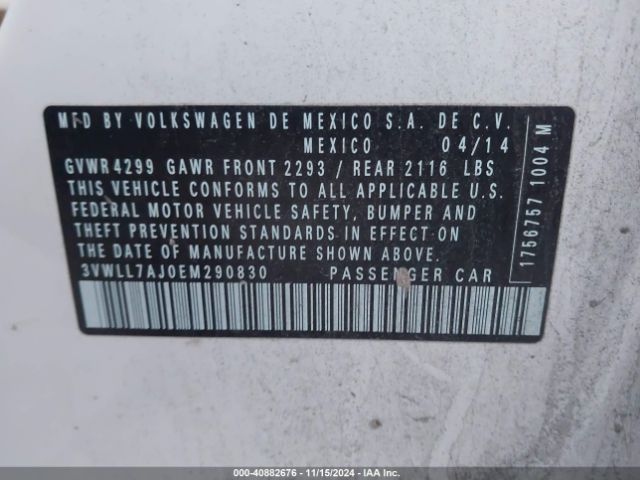 MFD BY VOLKSWAGEN DE MEXICO S.A. DE C.V.
MEXICO 04/14
GVWR 4299 GAWR FRONT 2293 / REAR 2116 LBS
THIS VEHICLE CONFORMS TO ALL APPLICABLE U.S.
FEDERAL MOTOR VEHICLE SAFETY, BUMPER AND
THEFT PREVENTION STANDARDS IN EFFECT ON
THE DATE OF MANUFACTURE SHOWN ABOVE.
3VWLL7AJ0EM290830 PASSENGER CAR
1756757 1004 M
000-40882676 - 11/15/2024 - IAA Inc.